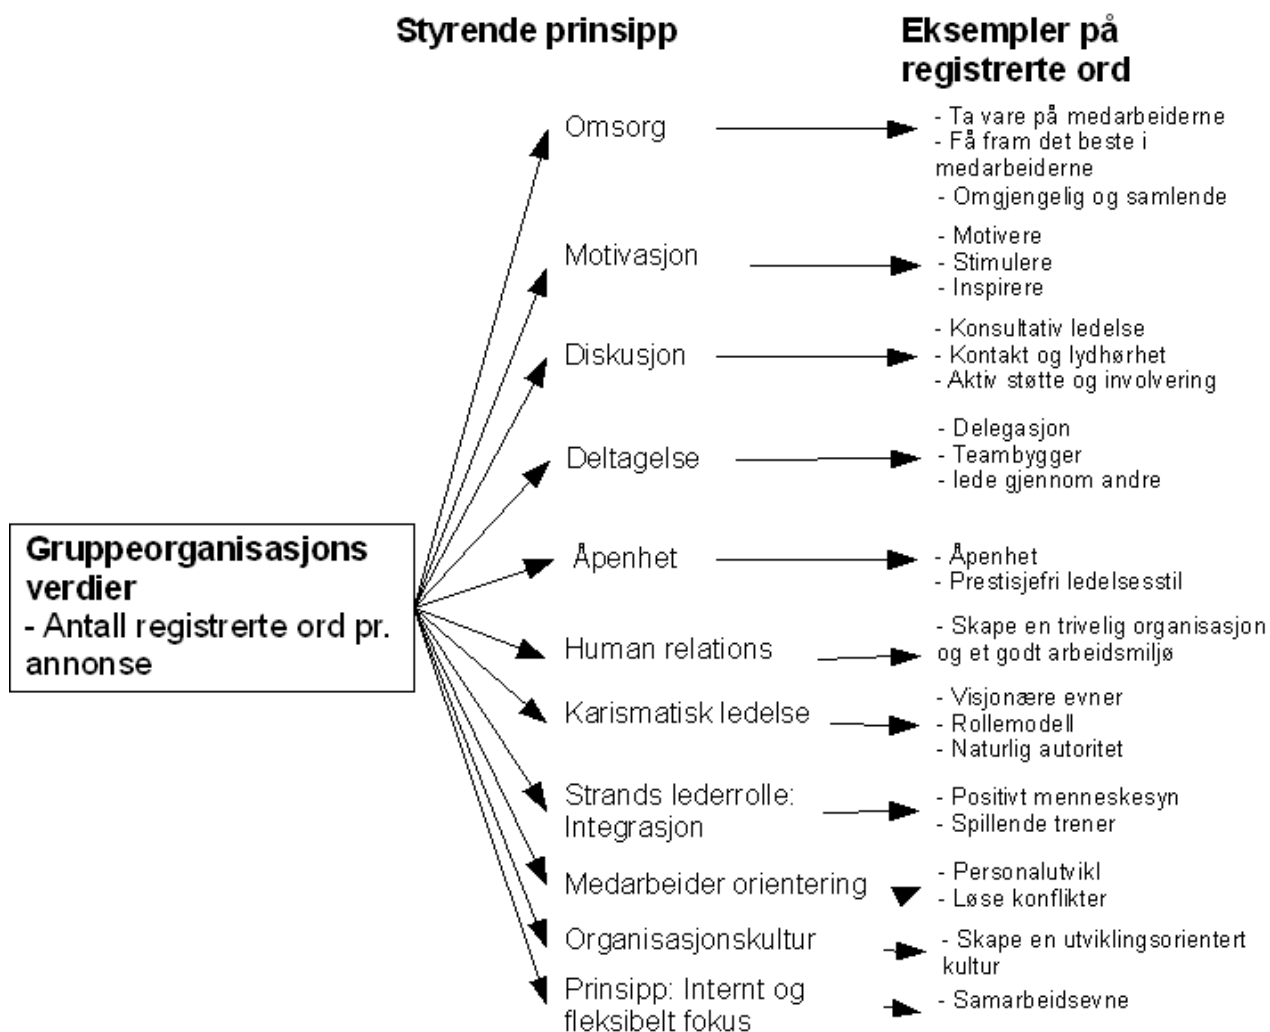 Styrende prinsipp
Eksempler på
registrerte ord
Omsorg
- Ta vare på medarbeiderne
- Få fram det beste i
medarbeiderne
- Omgjengelig og samlende
Motivasjon
- Motivere
- Stimulere
- Inspirere
Diskusjon
- Konsultativ ledelse
- Kontakt og lydhørhet
- Aktiv støtte og involvering
Deltagelse
- Delegasjon
- Teambygger
- lede gjennom andre
Gruppeorganisasjons
verdier
- Antall registrerte ord pr.
annonse
Åpenhet
- Åpenhet
- Prestisjefri ledelsesstil
Human relations
- Skape en trivelig organisasjon
og et godt arbeidsmiljø
Karismatisk ledelse
- Visjonære evner
- Rollemodell
- Naturlig autoritet
Strands lederrolle:
Integrasjon
- Positivt menneskesyn
- Spillende trener
Medarbeider orientering
- Personalutvikl
- Løse konflikter
Organisasjonskultur
- Skape en utviklingsorientert
kultur
Prinsipp: Internt og
fleksibelt fokus
- Samarbeidsevne